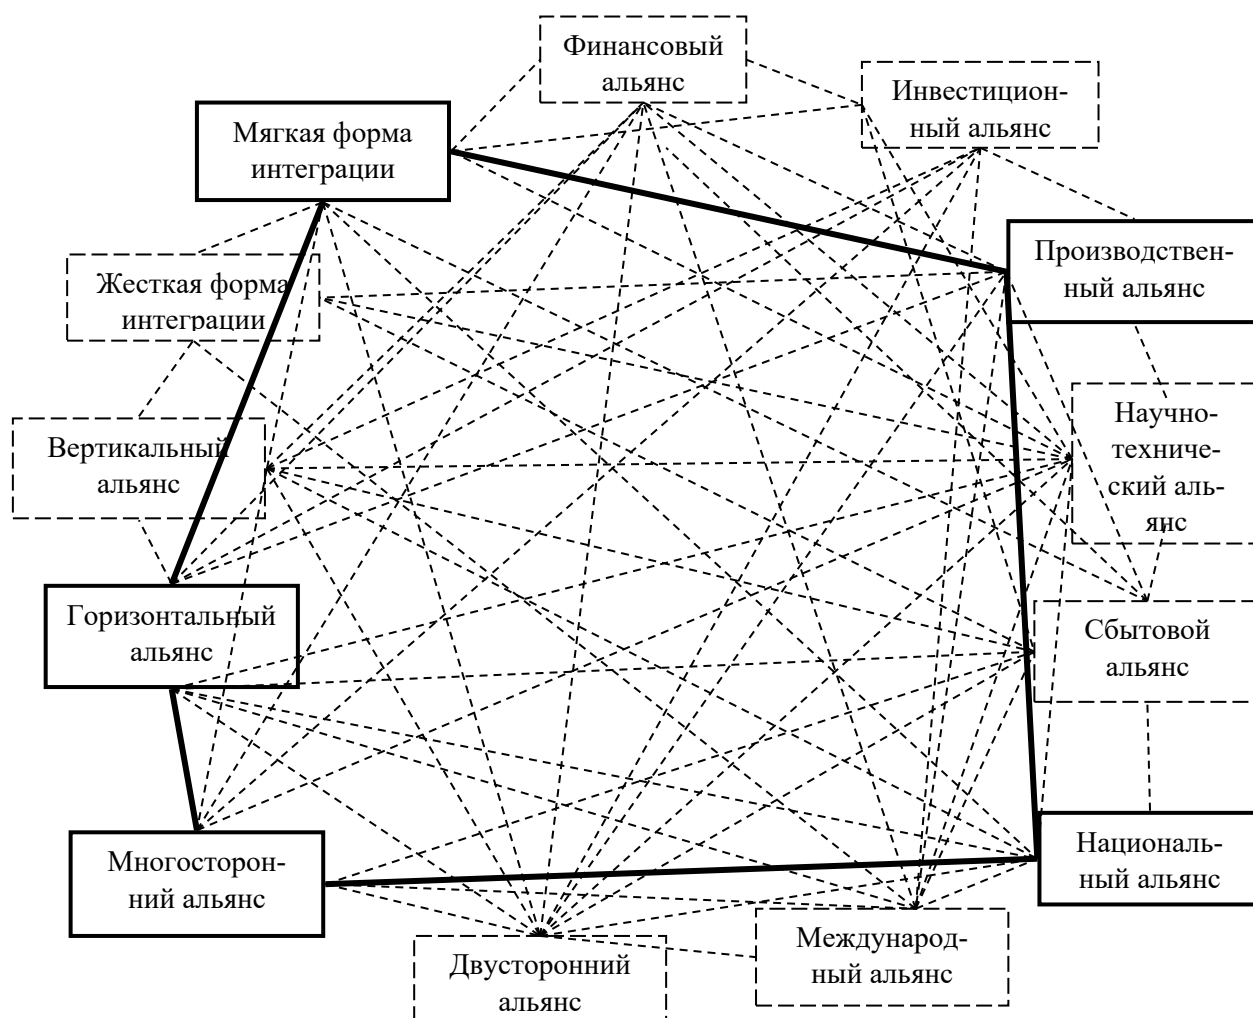 Финансовый
альянс
Инвестицион-
ный альянс
Мягкая форма
интеграции
Производствен-
ный альянс
Жесткая форма
интеграции
Научно-
техниче-
ский аль-
янс
Вертикальный
альянс
Горизонтальный
альянс
Сбытовой
альянс
Многосторон-
ний альянс
Националь-
ный альянс
Международ-
ный альянс
Двусторонний
альянс